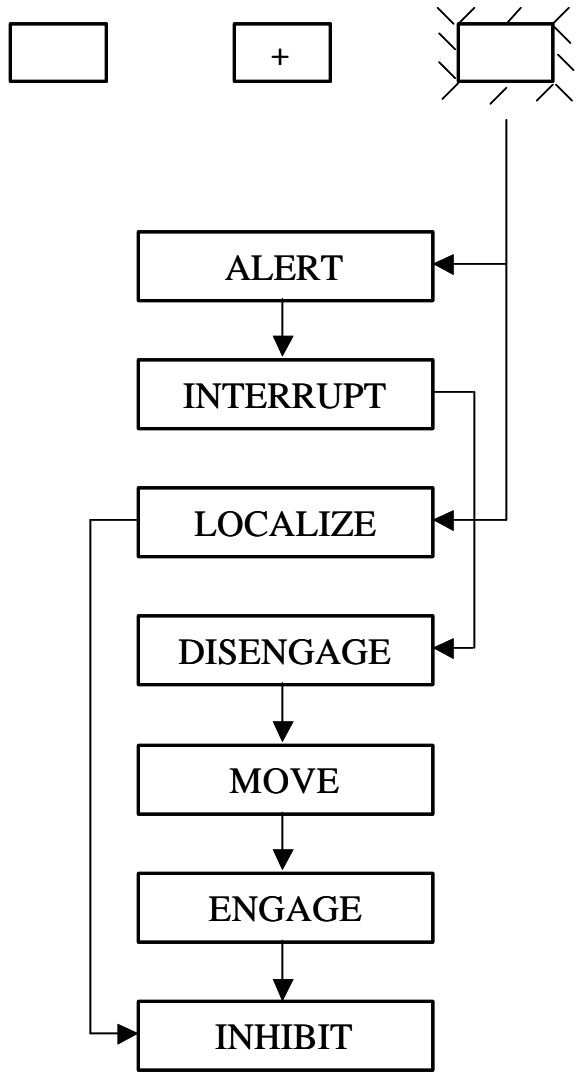 +
ALERT
INTERRUPT
LOCALIZE
DISENGAGE
MOVE
ENGAGE
INHIBIT